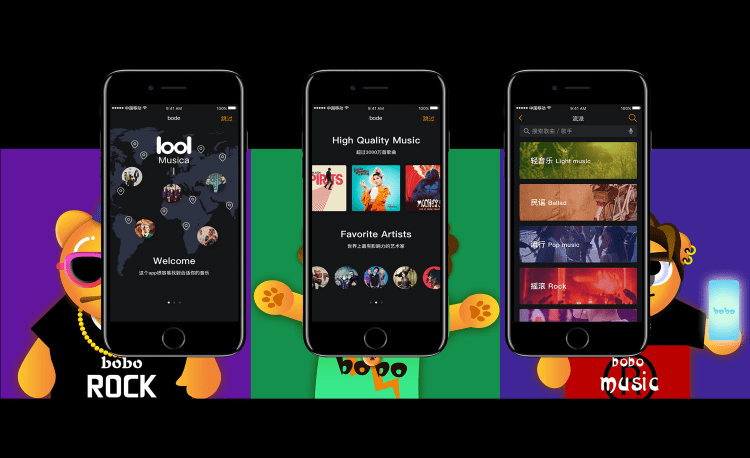 中国移动
9:41 AM
100%
bode
跳过
lool
Musica
Welcome
这个app很容易找到合适你的音乐
中国移动
9:41 AM
100%
bode
跳过
High Quality Music
超过3000万首歌曲
Favorite Artists
世界上最有影响力的艺术家
中国移动
9:41 AM
100%
流派
搜索歌曲 / 歌手
轻音乐 Light music
民谣 Ballad
流行 Pop music
摇滚 Rock
bobo
ROCK
bobo
bobo
bobo
music